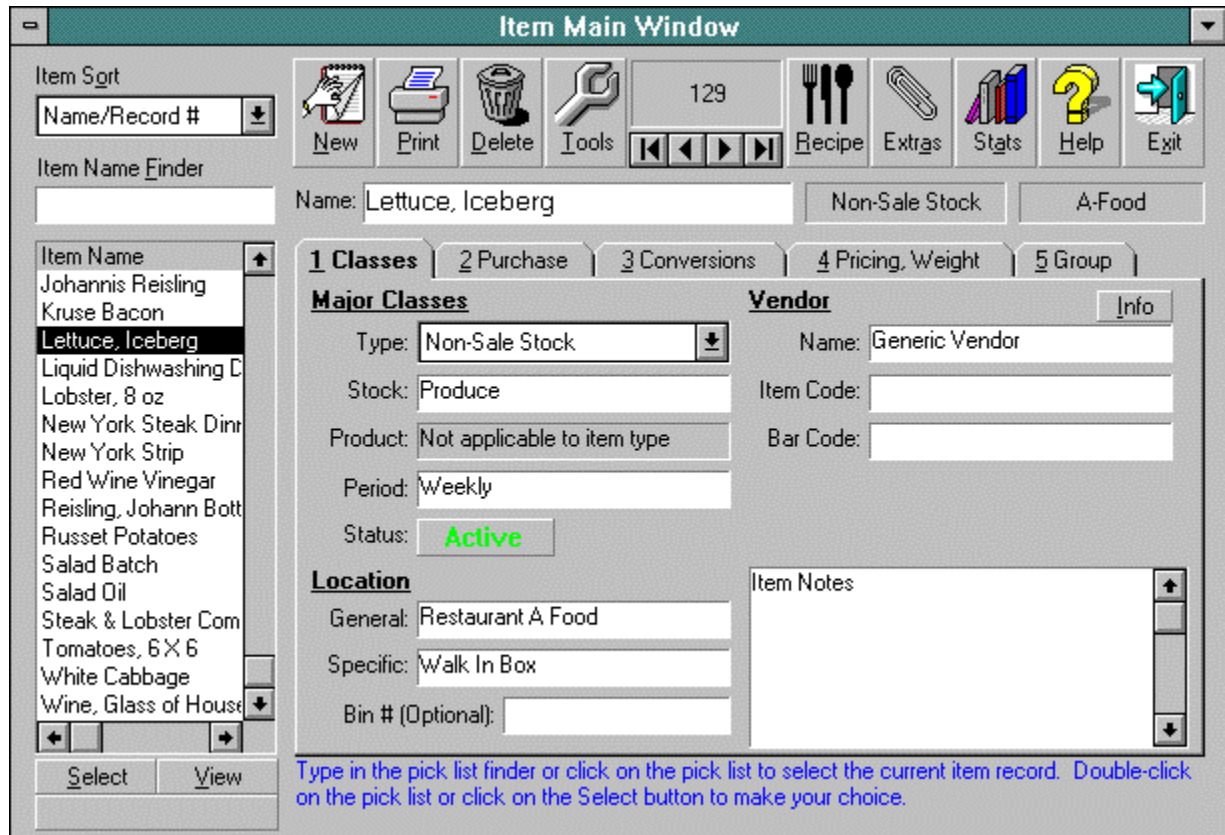 Item Main Window
Item Sort
Name/Record #
Item Name Finder
New
Print
Delete
Tools
129
Recipe
Extras
Stats
Help
Exit
Name: Lettuce, Iceberg
Non-Sale Stock
A-Food
Item Name
Johannis Reisling
Kruse Bacon
Lettuce, Iceberg
Liquid Dishwashing D
Lobster, 8 oz
New York Steak Dinr
New York Strip
Red Wine Vinegar
Reisling, Johann Bott
Russet Potatoes
Salad Batch
Salad Oil
Steak & Lobster Com
Tomatoes, 6 X 6
White Cabbage
Wine, Glass of House
Select
View
1 Classes
2 Purchase
3 Conversions
4 Pricing, Weight
5 Group
Major Classes
Type: Non-Sale Stock
Stock: Produce
Product: Not applicable to item type
Period: Weekly
Status: Active
Location
General: Restaurant A Food
Specific: Walk In Box
Bin # (Optional):
Vendor
Info
Name: Generic Vendor
Item Code:
Bar Code:
Item Notes
Type in the pick list finder or click on the pick list to select the current item record. Double-click
on the pick list or click on the Select button to make your choice.